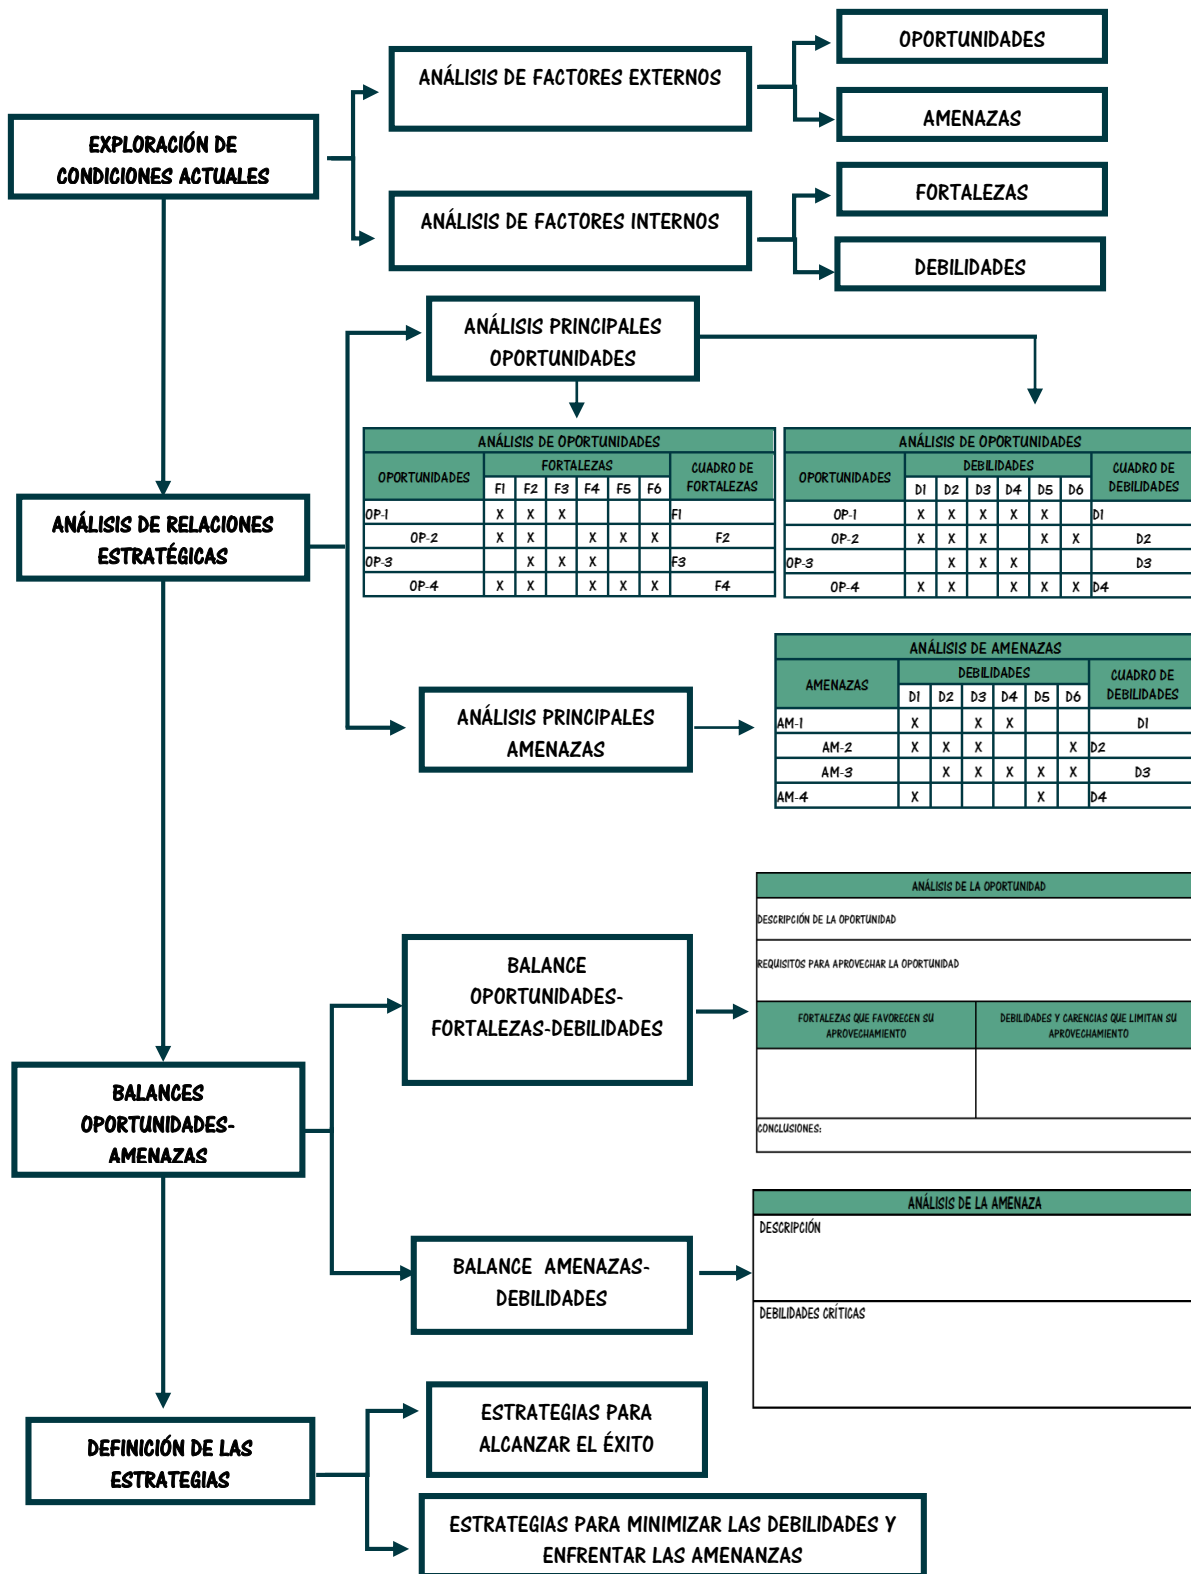 OPORTUNIDADES
ANÁLISIS DE FACTORES EXTERNOS
AMENAZAS
EXPLORACIÓN DE
CONDICIONES ACTUALES
FORTALEZAS
ANÁLISIS DE FACTORES INTERNOS
DEBILIDADES
ANÁLISIS PRINCIPALES
OPORTUNIDADES
ANÁLISIS DE OPORTUNIDADES
OPORTUNIDADES FORTALEZAS CUADRO DE FORTALEZAS
F1 F2 F3 F4 F5 F6
OP-1 X X X F1
OP-2 X X X X X F2
OP-3 X X X F3
OP-4 X X X X X F4
ANÁLISIS DE OPORTUNIDADES
OPORTUNIDADES DEBILIDADES CUADRO DE DEBILIDADES
D1 D2 D3 D4 D5 D6
OP-1 X X X X X D1
OP-2 X X X X X D2
OP-3 X X X D3
OP-4 X X X X X D4
ANÁLISIS DE RELACIONES
ESTRATÉGICAS
ANÁLISIS PRINCIPALES
AMENAZAS
ANÁLISIS DE AMENAZAS
AMENAZAS DEBILIDADES CUADRO DE DEBILIDADES
D1 D2 D3 D4 D5 D6
AM-1 X X X D1
AM-2 X X X X D2
AM-3 X X X X X D3
AM-4 X X D4
BALANCE
OPORTUNIDADES-
FORTALEZAS-DEBILIDADES
ANÁLISIS DE LA OPORTUNIDAD
DESCRIPCIÓN DE LA OPORTUNIDAD
REQUISITOS PARA APROVECHAR LA OPORTUNIDAD
FORTALEZAS QUE FAVORECEN SU
APROVECHAMIENTO
DEBILIDADES Y CARENCIAS QUE LIMITAN SU
APROVECHAMIENTO
CONCLUSIONES:
BALANCES
OPORTUNIDADES-
AMENAZAS
BALANCE AMENAZAS-
DEBILIDADES
ANÁLISIS DE LA AMENAZA
DESCRIPCIÓN
DEBILIDADES CRÍTICAS
DEFINICIÓN DE LAS
ESTRATEGIAS
ESTRATEGIAS PARA
ALCANZAR EL ÉXITO
ESTRATEGIAS PARA MINIMIZAR LAS DEBILIDADES Y
ENFRENTAR LAS AMENANZAS